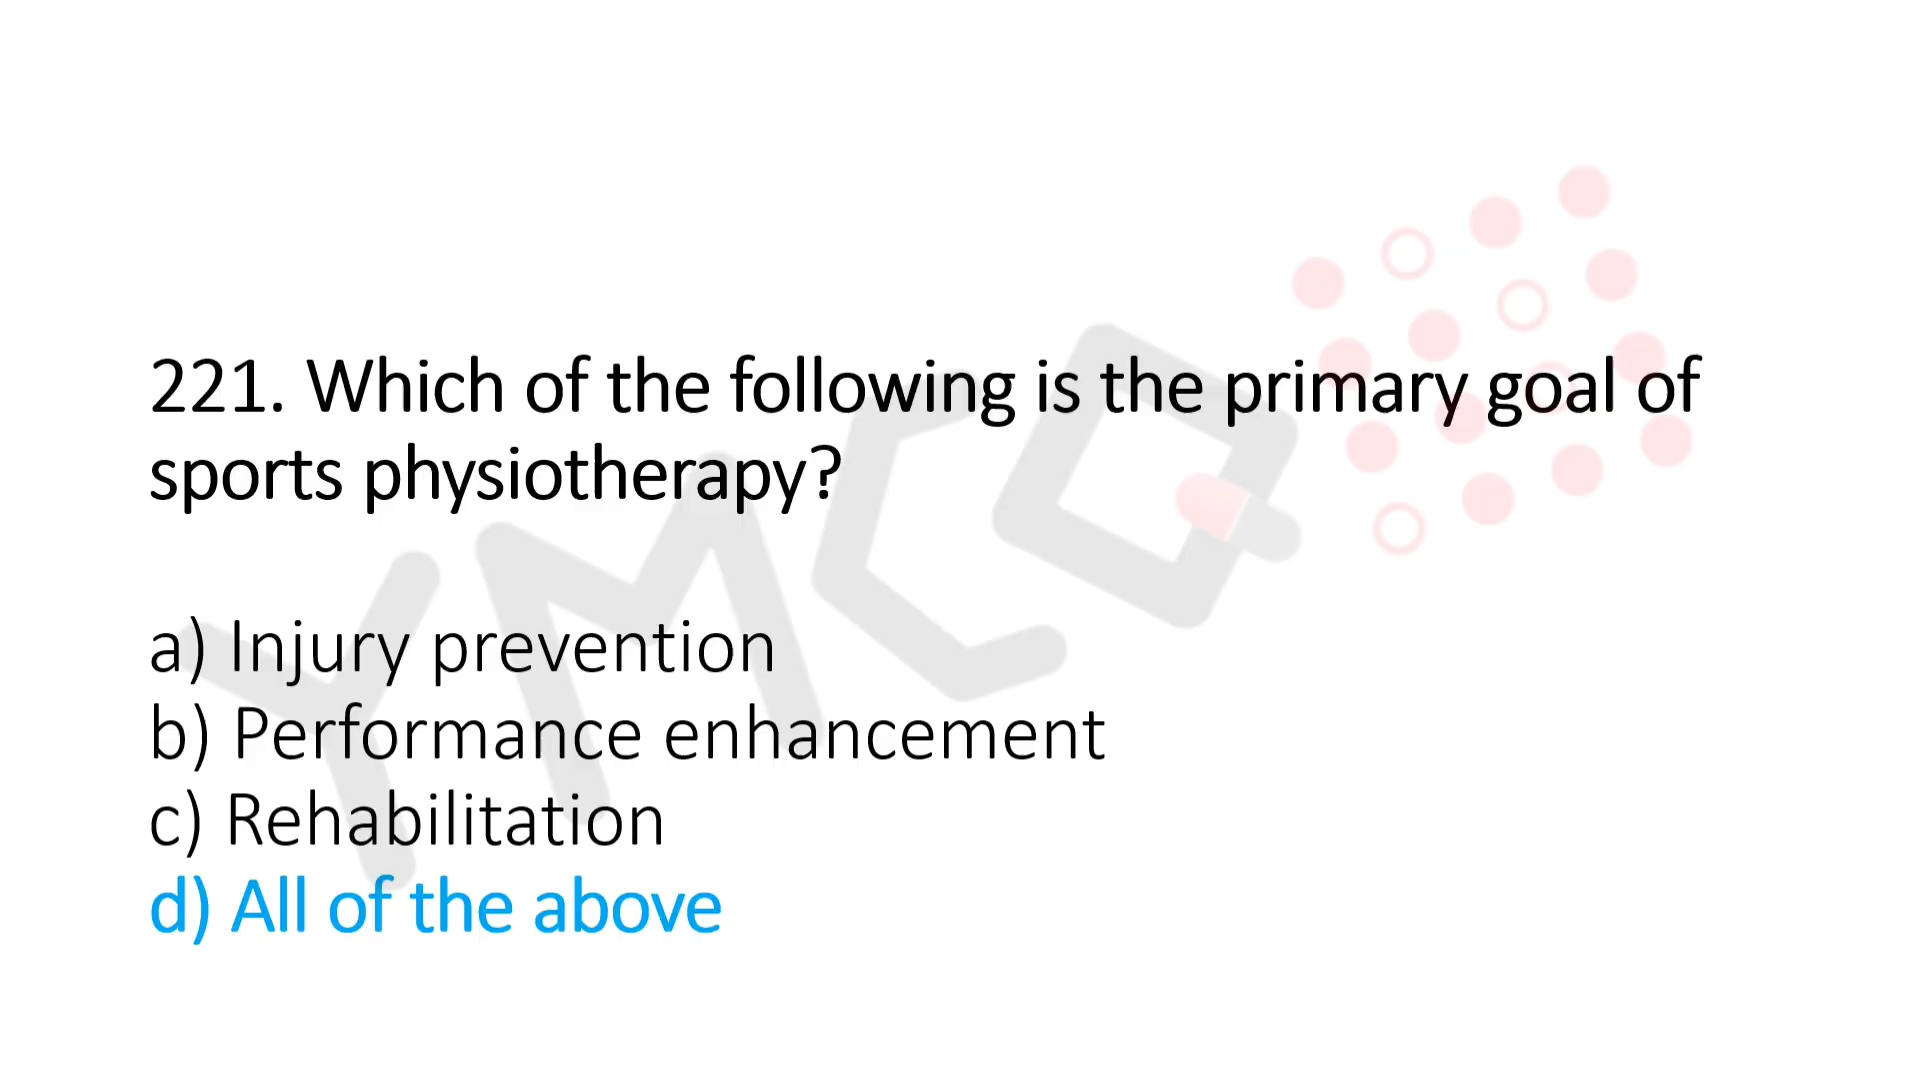 221. Which of the following is the primary goal of
sports physiotherapy?
a) Injury prevention
b) Performance enhancement
c) Rehabilitation
d) All of the above
YMCQ